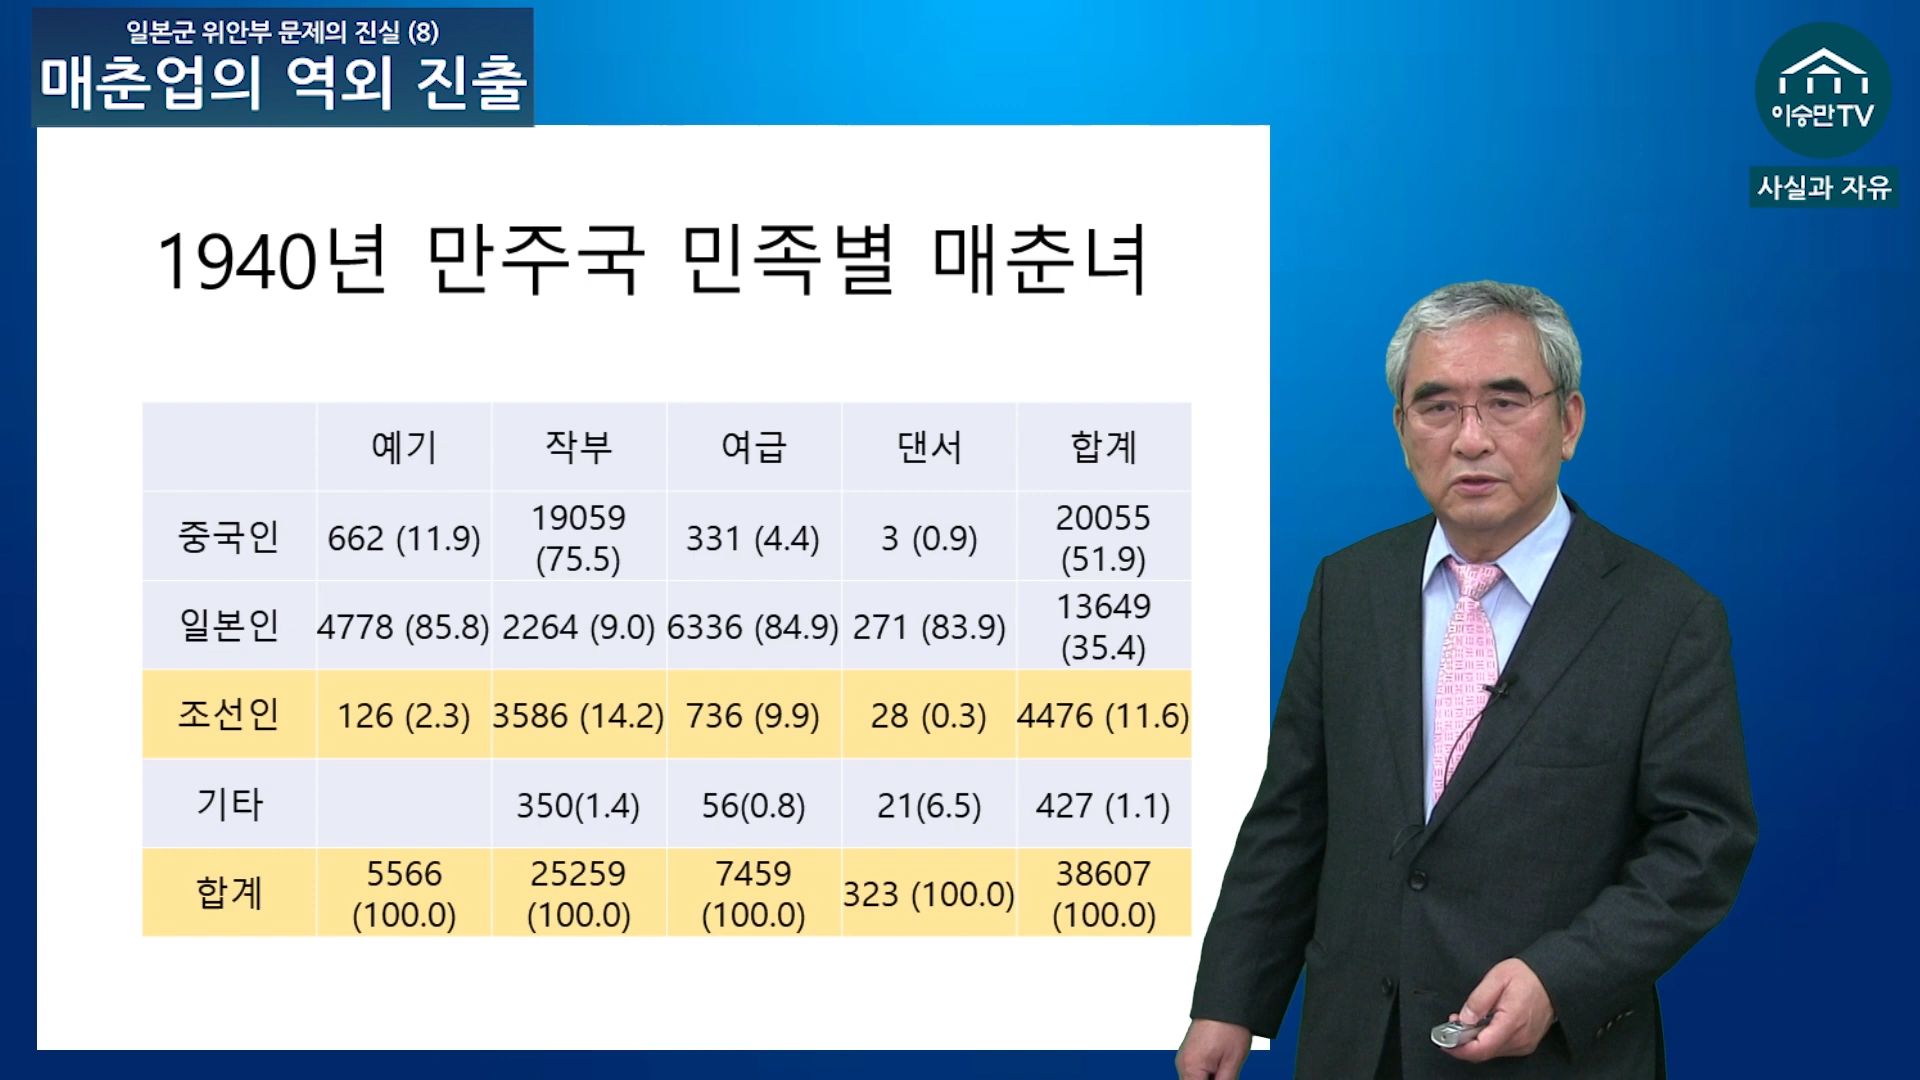 일본군 위안부 문제의 진실 (8)
매춘업의 역외 진출
이승만TV
사실과 자유
1940년 만주국 민족별 매춘녀
예기 작부 여급 댄서 합계
중국인 662 (11.9) 19059 (75.5) 331 (4.4) 3 (0.9) 20055 (51.9)
일본인 4778 (85.8) 2264 (9.0) 6336 (84.9) 271 (83.9) 13649 (35.4)
조선인 126 (2.3) 3586 (14.2) 736 (9.9) 28 (0.3) 4476 (11.6)
기타 350(1.4) 56(0.8) 21(6.5) 427 (1.1)
합계 5566 (100.0) 25259 (100.0) 7459 (100.0) 323 (100.0) 38607 (100.0)